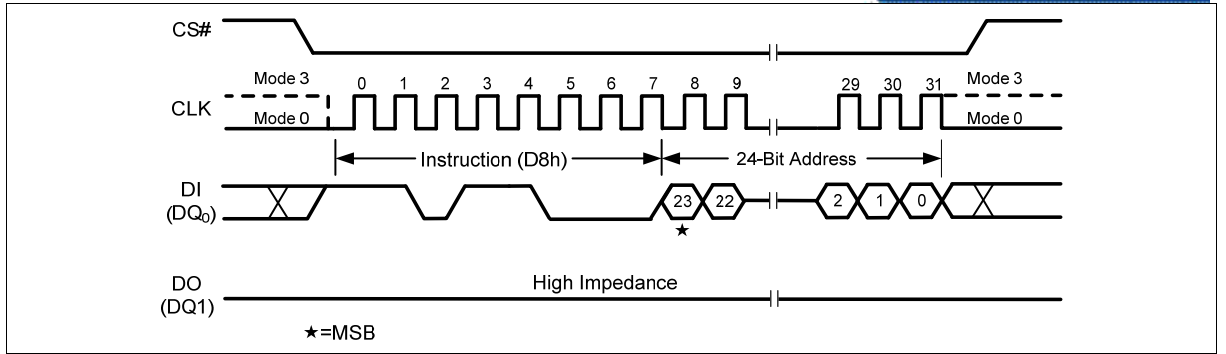 CS#
CLK
Mode 3
Mode 0
0 1 2 3 4 5 6 7 8 9 29 30 31
Mode 3
Mode 0
Instruction (D8h)
24-Bit Address
DI
(DQ0)
23 22 2 1 0
★
DO
(DQ1)
High Impedance
★=MSB